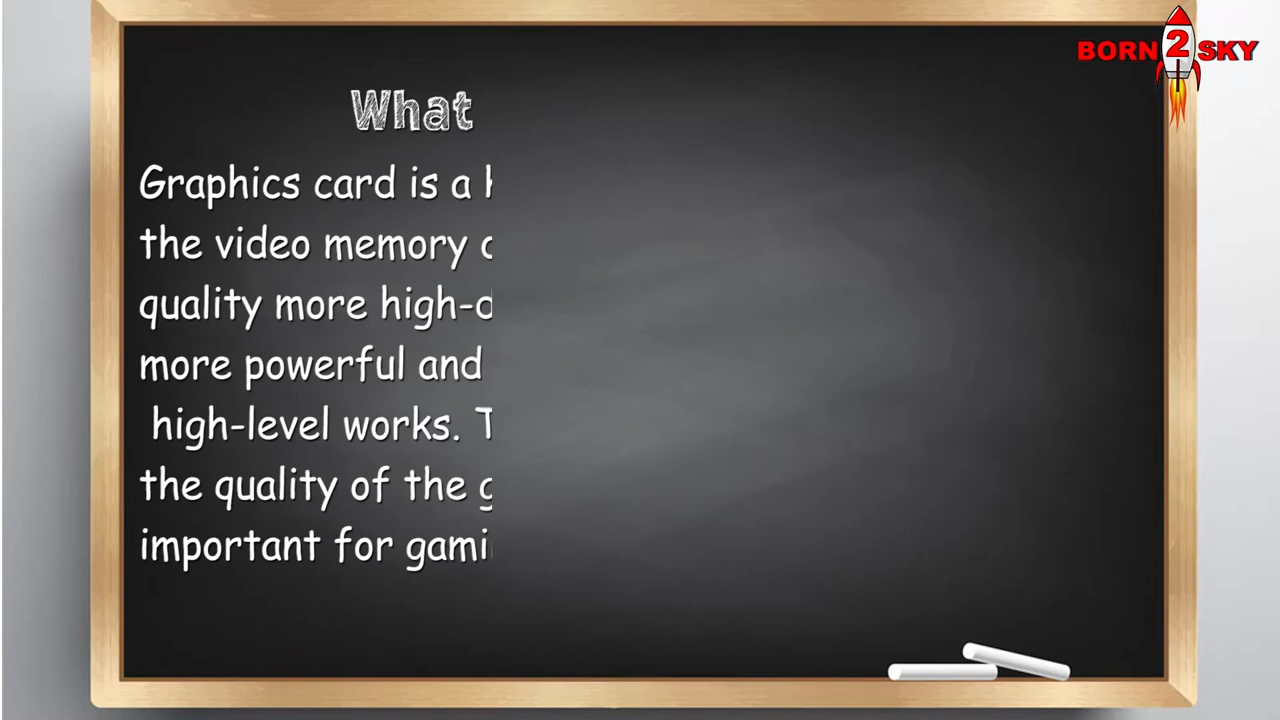 BORN 2 SKY
What
Graphics card is a
the video memory
quality more
more powerful and
high-level works.
the quality of the
important for